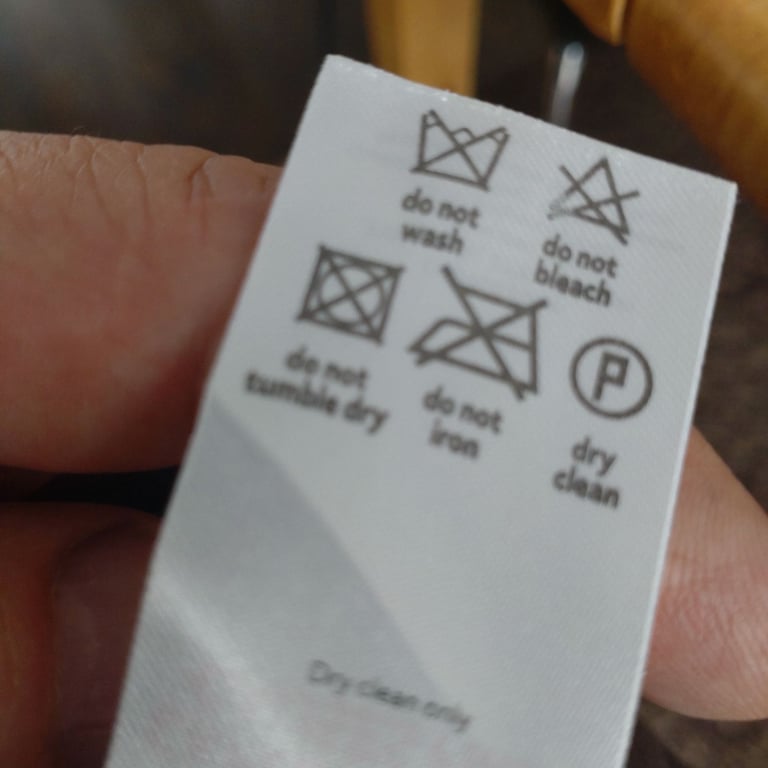 do not
wash
do not
bleach
do not
tumble dry
do not
iron
P
dry
clean
Dry clean only